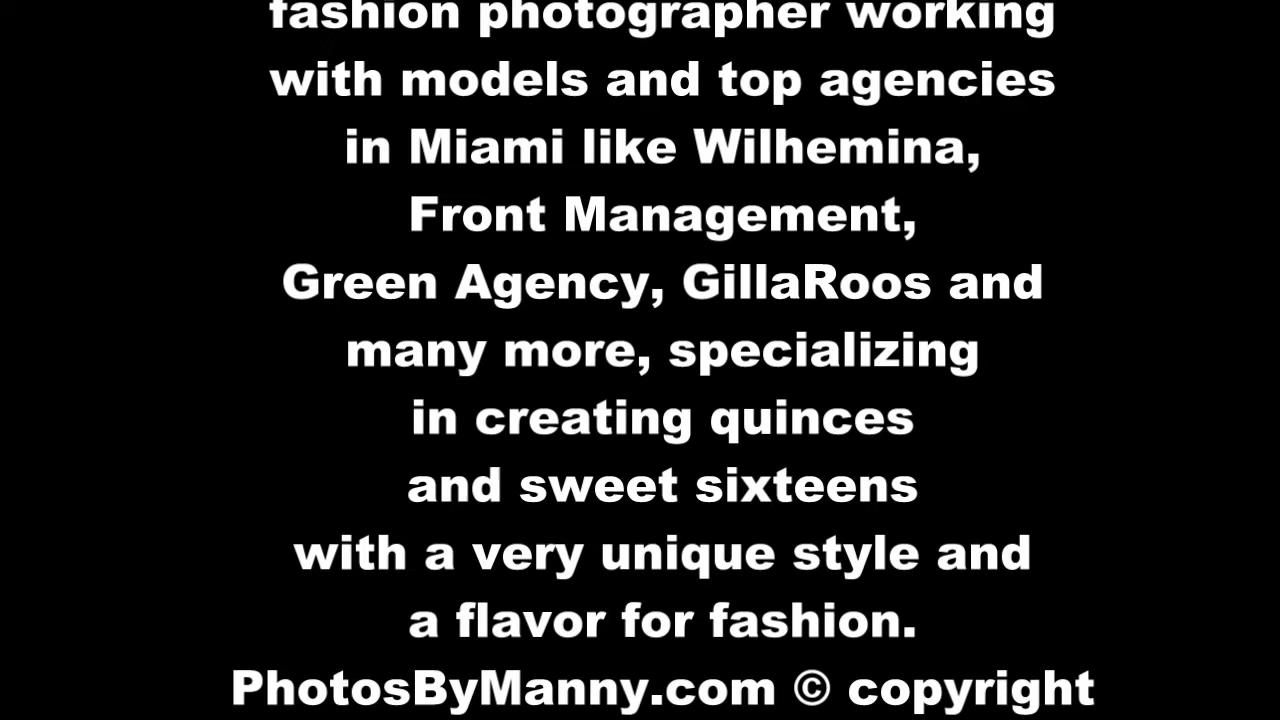 fashion photographer working
with models and top agencies
in Miami like Wilhemina,
Front Management,
Green Agency, GillaRoos and
many more, specializing
in creating quinces
and sweet sixteens
with a very unique style and
a flavor for fashion.
PhotosByManny.com © copyright